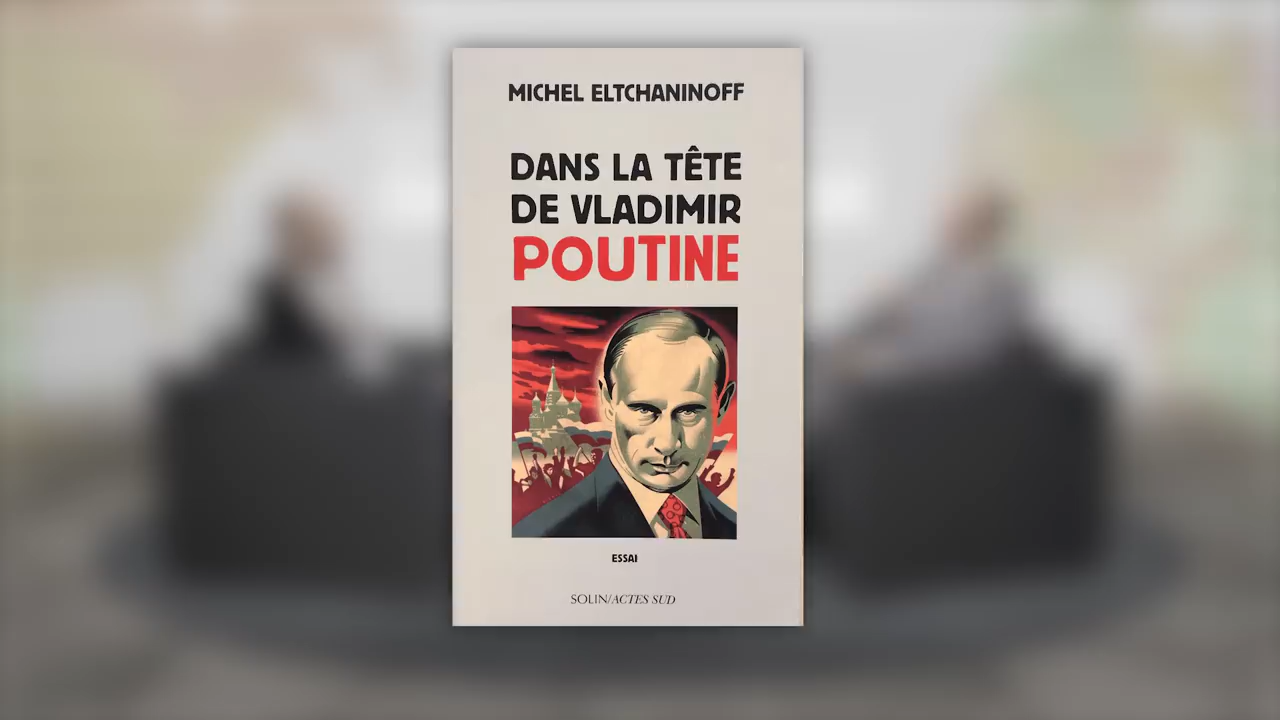 MICHEL ELTCHANINOFF
DANS LA TÊTE
DE VLADIMIR
POUTINE
ESSAI
SOLIN/ACTES SUD